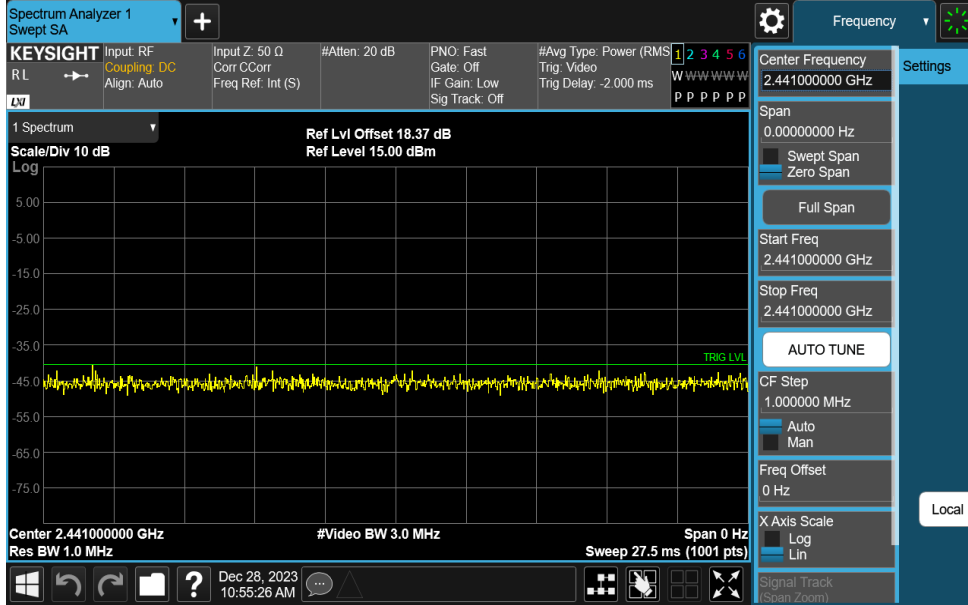 Spectrum Analyzer 1
Swept SA
+
Frequency
KEYSIGHT
R L
LXI
Input: RF
Coupling: DC
Align: Auto
Input Z: 50 Ω
Corr CCorr
Freq Ref: Int (S)
#Atten: 20 dB
PNO: Fast
Gate: Off
IF Gain: Low
Sig Track: Off
#Avg Type: Power (RMS
Trig: Video
Trig Delay: -2.000 ms
1 2 3 4 5 6
W W W W W W
P P P P P P
1 Spectrum
Scale/Div 10 dB
Ref Lvl Offset 18.37 dB
Ref Level 15.00 dBm
Log
5.00
-5.00
-15.0
-25.0
-35.0
-45.0
-55.0
-65.0
-75.0
TRIG LVL
Center 2.441000000 GHz
#Video BW 3.0 MHz
Span 0 Hz
Res BW 1.0 MHz
Sweep 27.5 ms (1001 pts)
?
Dec 28, 2023
10:55:26 AM
Center Frequency
2.441000000 GHz
Span
0.00000000 Hz
Swept Span
Zero Span
Full Span
Start Freq
2.441000000 GHz
Stop Freq
2.441000000 GHz
AUTO TUNE
CF Step
1.000000 MHz
Auto
Man
Freq Offset
0 Hz
X Axis Scale
Log
Lin
Signal Track
(Span Zoom)
Settings
Local